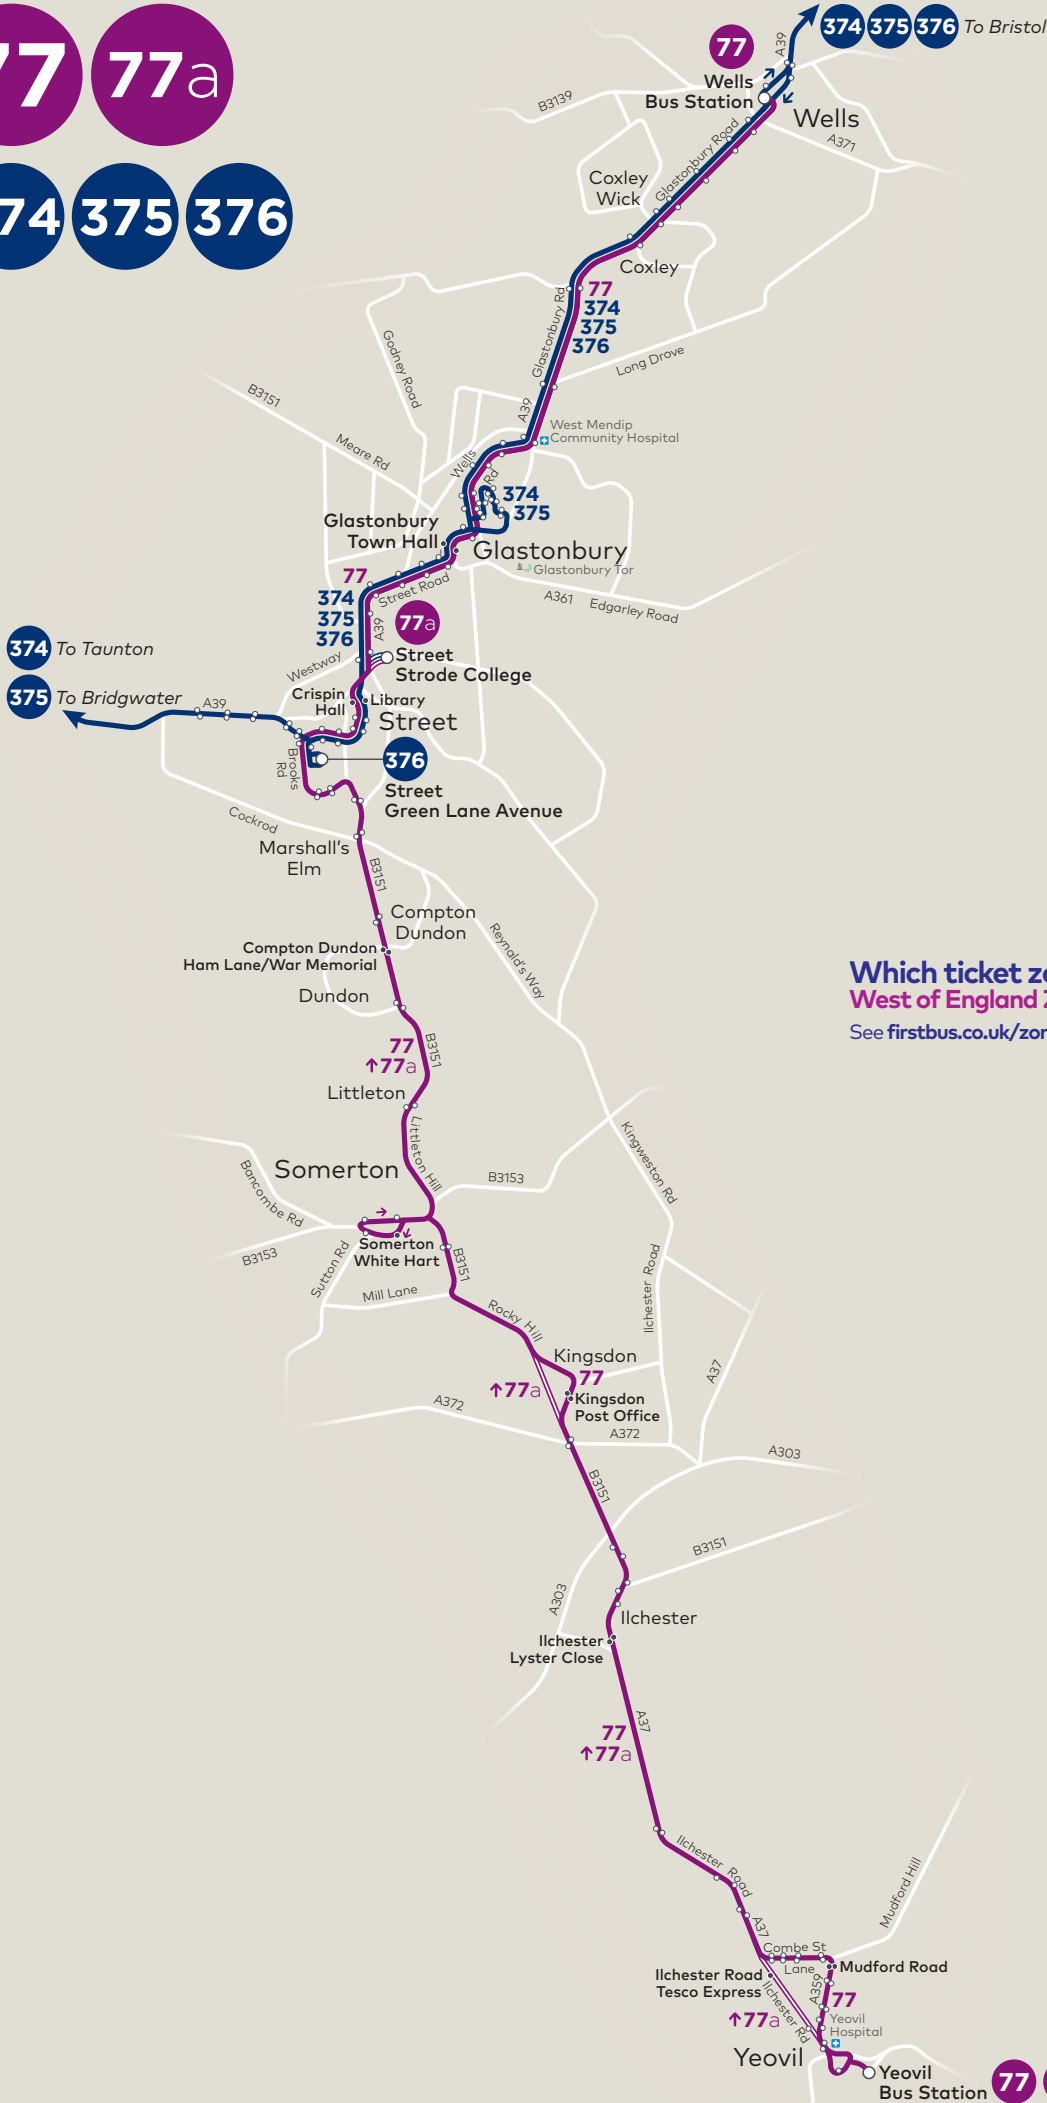 77 77a
374 375 376
77
374 375 376 To Bristol
A39
Wells
Bus Station
Wells
B3139
A371
Glastonbury Road
Coxley
Wick
Coxley
77
374
375
376
Glastonbury Rd
Godney Road
Long Drove
B3151
A39
West Mendip
Community Hospital
Meare Rd
Wells Rd
374
375
Glastonbury
Town Hall
Glastonbury
Glastonbury Tor
77
374
375
376
Street Road
A361
Edgarley Road
77a
A39
374 To Taunton
Westway
Street
Strode College
375 To Bridgwater
A39
Crispin
Hall
Library
Street
376
Brooks
Rd
Street
Green Lane Avenue
Cockrod
Marshall's
Elm
B3151
Compton
Dundon
Reynald's Way
Compton Dundon
Ham Lane/War Memorial
Which ticket z
West of England
See firstbus.co.uk/zo
Dundon
77
↑77a
B3151
Littleton
Littleton Hill
Kingweston Rd
Somerton
Bancombe Rd
B3153
B3153
Sutton Rd
Somerton
White Hart
B3151
Mill Lane
Ilchester Road
Rocky Hill
Kingsdon
77
↑77a
Kingsdon
Post Office
A37
A372
A372
A303
B3151
B3151
A303
Ilchester
Ilchester
Lyster Close
77
↑77a
A37
Ilchester Road
A37
Mudford Hill
Combe St
Lane
Mudford Road
Ilchester Road
Tesco Express
A359
77
Ilchester Rd
↑77a
Yeovil
Hospital
Yeovil
Yeovil
Bus Station
77